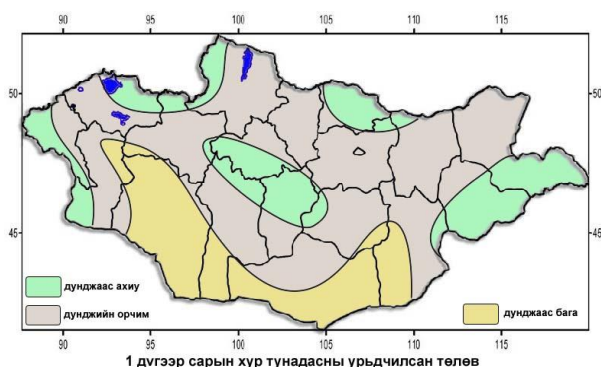 90 95 100 105 110 115
50 50
45 45
дунджаас ахиу
дунджийн орчим
дунджаас бага
90 95 100 105 110 115
1 дүгээр сарын хур тунадасны урьдчилсан төлөв